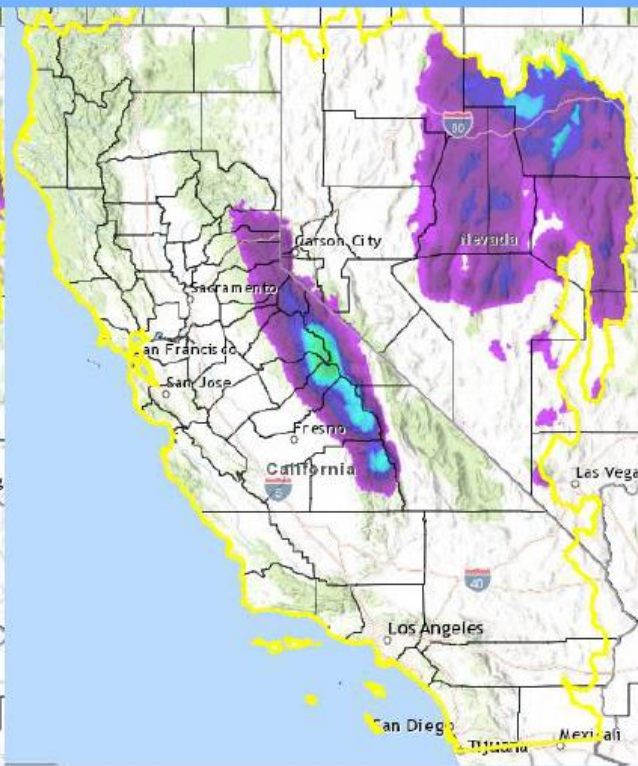 80
Carson City
Nevada
Sacramento
San Francisco
San Jose
Fresno
California
5
Las Vega
40
Los Angeles
San Diego
Tijuana
Mexicali